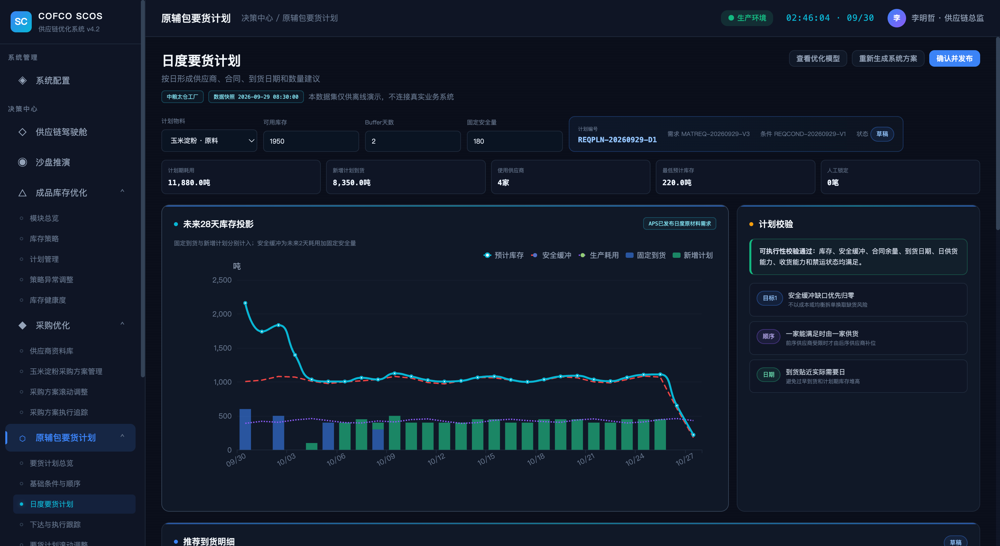 SC
COFCO SCOS
供应链优化系统 v4.2
系统管理
系统配置
决策中心
供应链驾驶舱
沙盘推演
成品库存优化
模块总览
库存策略
计划管理
策略异常调整
库存健康度
采购优化
供应商资料库
玉米淀粉采购方案管理
采购方案滚动调整
采购方案执行追踪
原辅包要货计划
要货计划总览
基础条件与顺序
日度要货计划
下达与执行跟踪
要货计划滚动调整
原辅包要货计划
决策中心 / 原辅包要货计划
生产环境
02:46:04 · 09/30
李
李明哲 · 供应链总监
日度要货计划
按日形成供应商、合同、到货日期和数量建议
查看优化模型
重新生成系统方案
确认并发布
中粮太仓工厂
数据快照 2026-09-29 08:30:00
本数据集仅供离线演示，不连接真实业务系统
计划物料
玉米淀粉 · 原料
可用库存
1950
Buffer天数
2
固定安全量
180
计划编号
REQPLN-20260929-D1
需求 MATREQ-20260929-V3
条件 REQCOND-20260929-V1
状态
草稿
计划期耗用
11,880.0吨
新增计划到货
8,350.0吨
使用供应商
4家
最低预计库存
220.0吨
人工锁定
0笔
未来28天库存投影
APS已发布日度原材料需求
固定到货与新增计划分别计入；安全缓冲为未来2天耗用加固定安全量
预计库存
安全缓冲
生产耗用
固定到货
新增计划
吨
2,500
2,000
1,500
1,000
500
0
09/30
10/03
10/06
10/09
10/12
10/15
10/18
10/21
10/24
10/27
计划校验
可执行性校验通过：库存、安全缓冲、合同余量、到货日期、日供货
能力、收货能力和禁运状态均满足。
目标1
安全缓冲缺口优先归零
不以成本或均衡拆单换取缺货风险
顺序
一家能满足时由一家供货
前序供应商受限时才由后序供应商补位
日期
到货贴近实际需要日
避免过早到货和计划期库存堆高
推荐到货明细
草稿